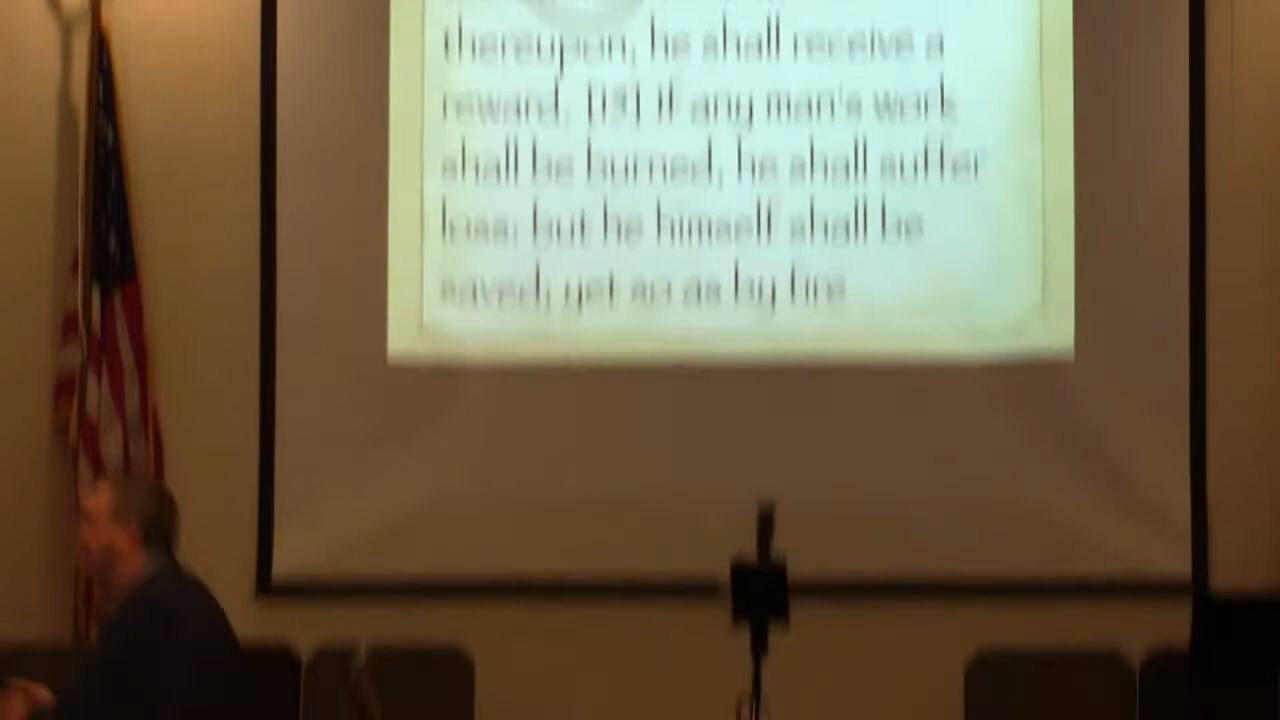 thereupon, he shall receive a
reward. [15] If any man's work
shall be burned, he shall suffer
loss: but he himself shall be
saved; yet so as by fire